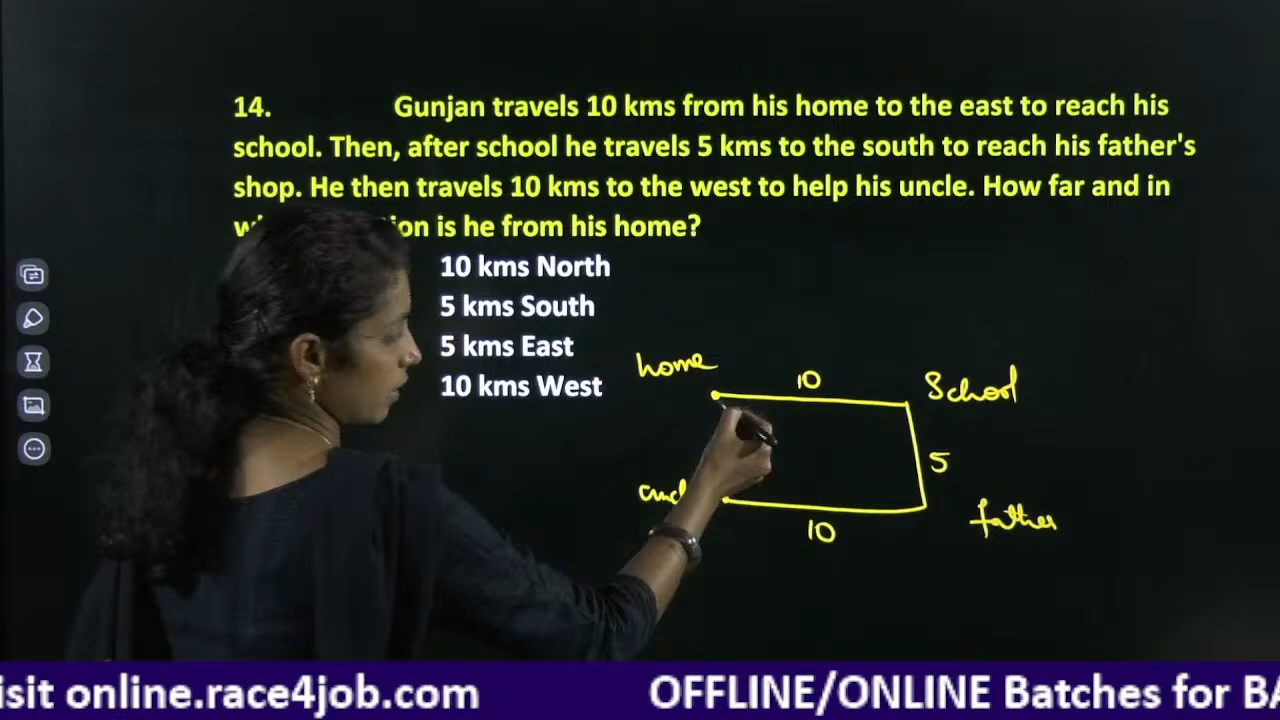 14. Gunjan travels 10 kms from his home to the east to reach his
school. Then, after school he travels 5 kms to the south to reach his father's
shop. He then travels 10 kms to the west to help his uncle. How far and in
is he from his home?
10 kms North
5 kms South
5 kms East
10 kms West
home
10
School
5
father
10
online.race4job.com
OFFLINE/ONLINE Batches for